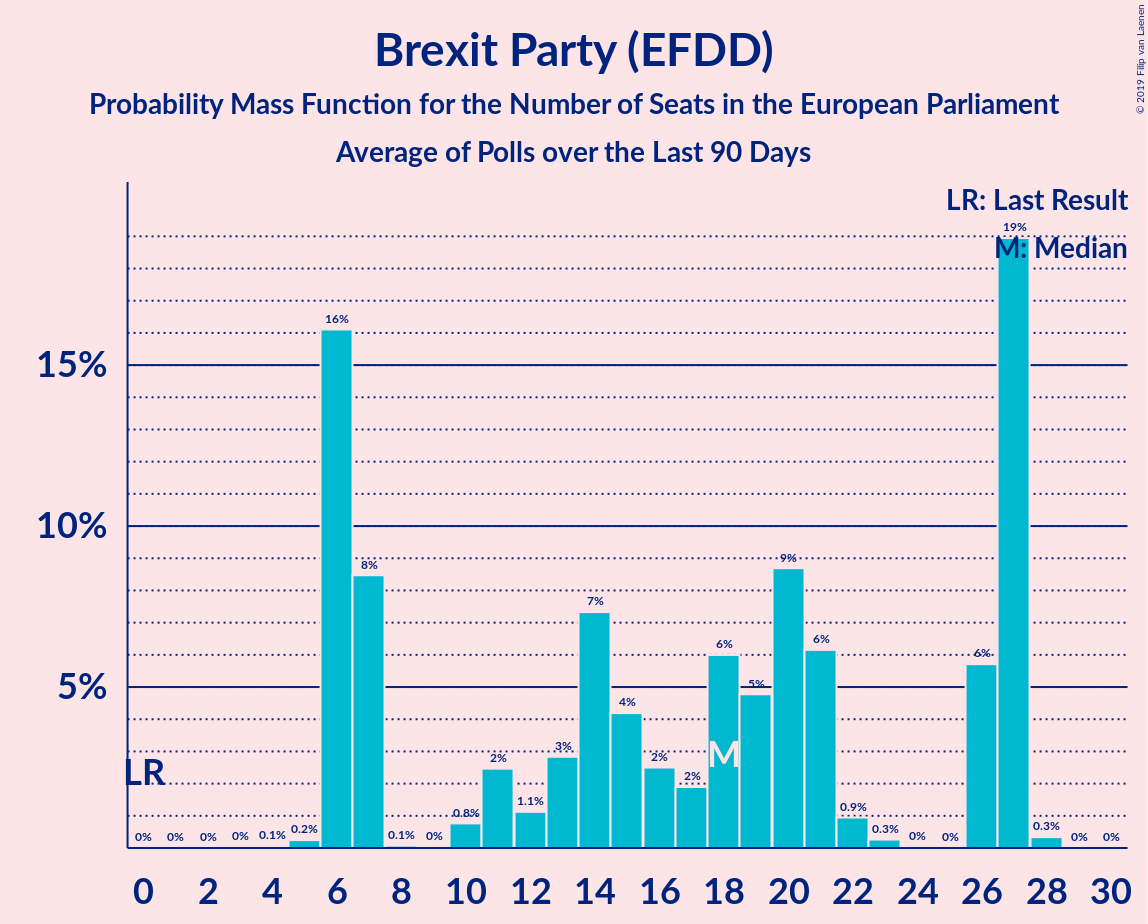 Brexit Party (EFDD)
Probability Mass Function for the Number of Seats in the European Parliament
Average of Polls over the Last 90 Days
© 2019 Filip van Laenen
LR: Last Result
M: Median
15%
10%
5%
LR
M
0% 0% 0% 0% 0.1% 0.2% 16% 8% 0.1% 0% 0.8% 2% 1.1% 3% 7% 4% 2% 2% 6% 5% 9% 6% 0.9% 0.3% 0% 0% 6% 19% 0.3% 0% 0%
0 2 4 6 8 10 12 14 16 18 20 22 24 26 28 30